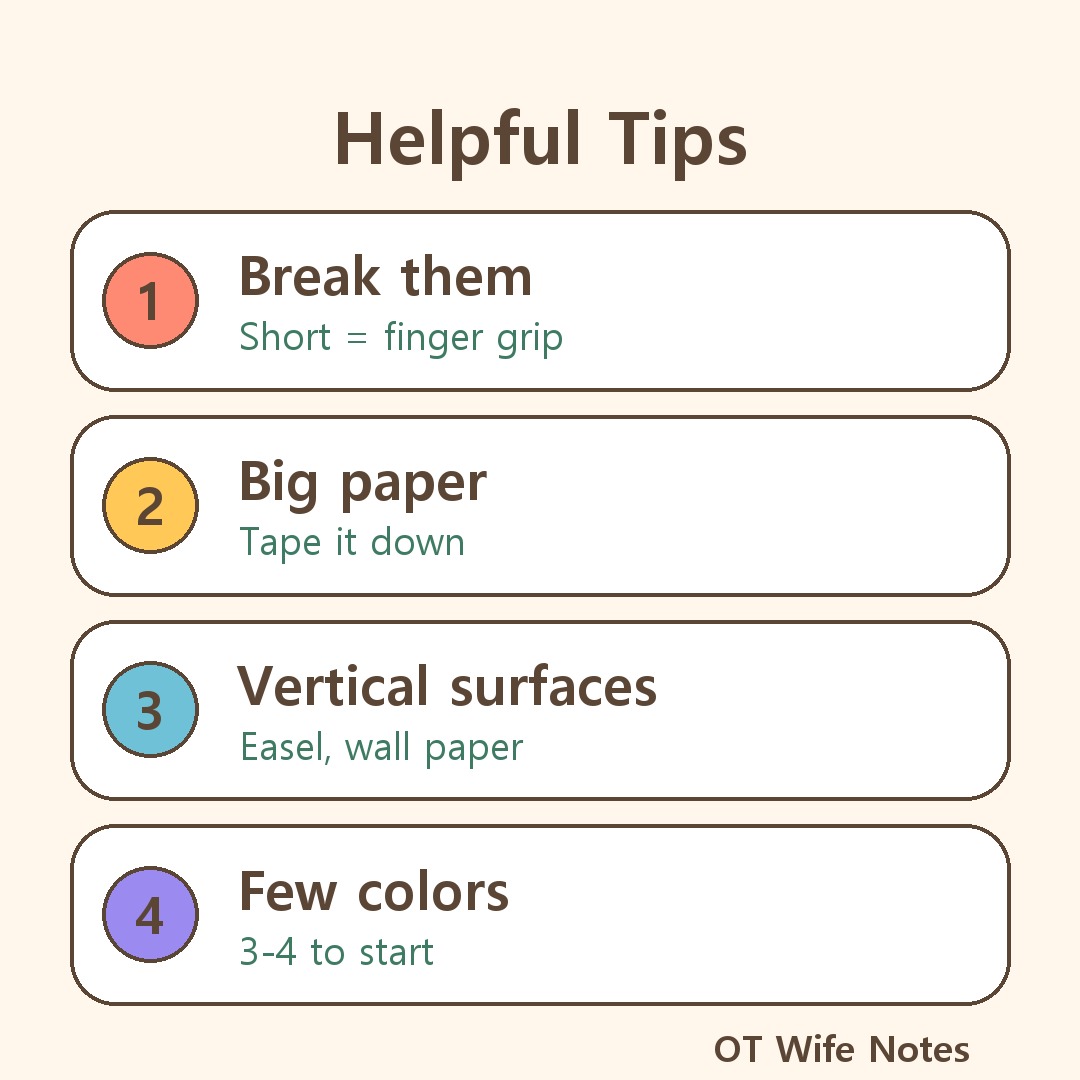 Helpful Tips
1
Break them
Short = finger grip
2
Big paper
Tape it down
3
Vertical surfaces
Easel, wall paper
4
Few colors
3-4 to start
OT Wife Notes